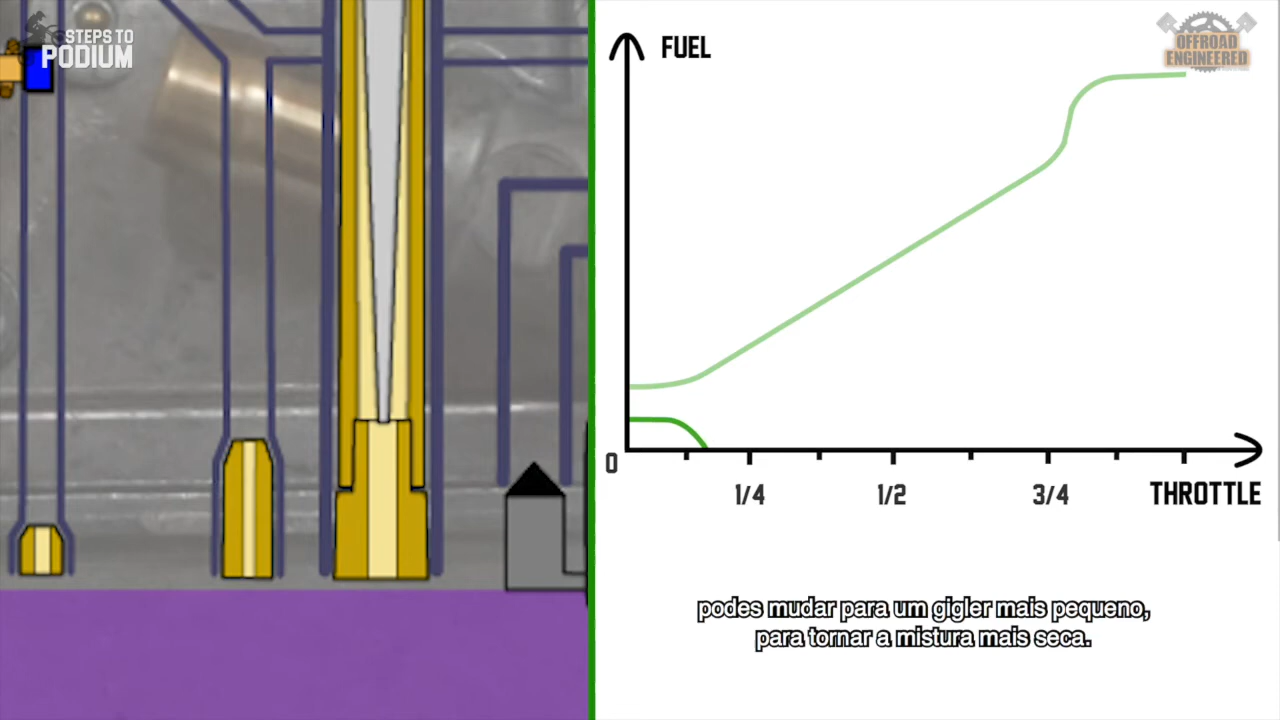 STEPS TO
PODIUM
FUEL
OFFROAD
ENGINEERED
0
1/4
1/2
3/4
THROTTLE
podes mudar para um gigler mais pequeno,
para tornar a mistura mais seca.